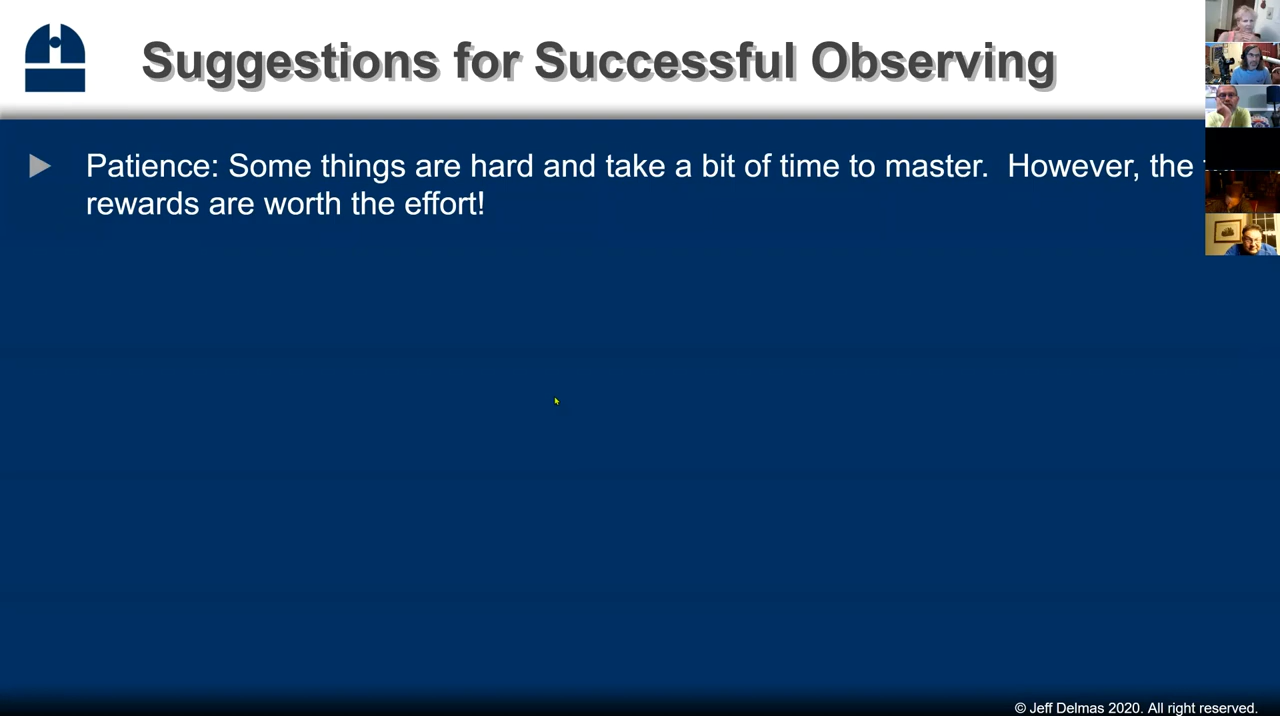 Suggestions for Successful Observing
Patience: Some things are hard and take a bit of time to master.  However, the
rewards are worth the effort!
© Jeff Delmas 2020. All right reserved.